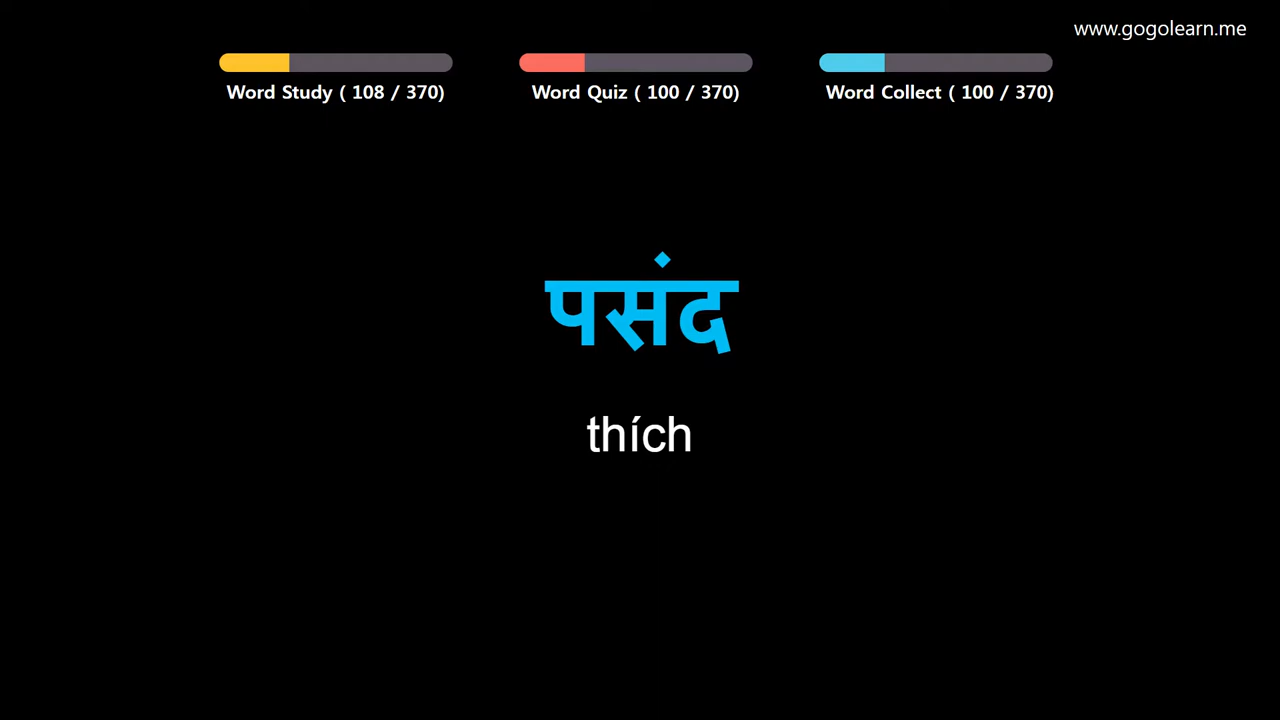 www.gogolearn.me
Word Study ( 108 / 370)
Word Quiz ( 100 / 370)
Word Collect ( 100 / 370)
पसंद
thích